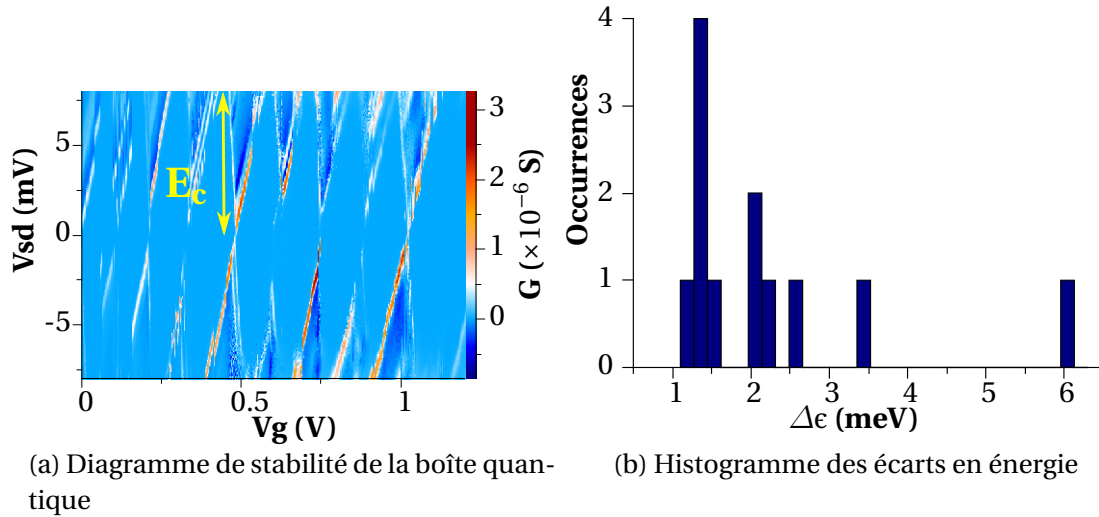 5
0
-5
Vsd (mV)
E_c
0
0.5
1
Vg (V)
3
2
1
0
G (×10⁻⁶ S)
(a) Diagramme de stabilité de la boîte quan-
tique
4
3
2
1
0
Occurrences
1 2 3 4 5 6
Δϵ (meV)
(b) Histogramme des écarts en énergie